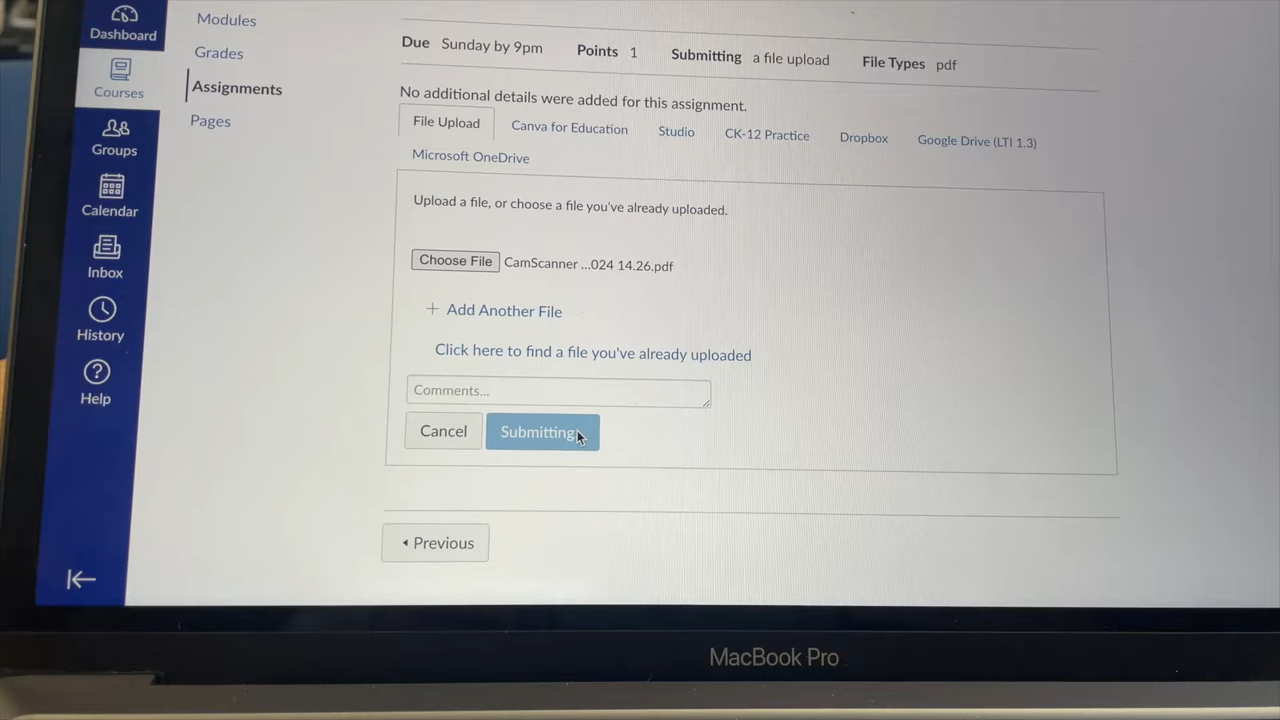 Dashboard
Courses
Groups
Calendar
Inbox
History
Help
Modules
Grades
Assignments
Pages
Due Sunday by 9pm Points 1 Submitting a file upload File Types pdf
No additional details were added for this assignment.
File Upload Canva for Education Studio CK-12 Practice Dropbox Google Drive (LTI 1.3)
Microsoft OneDrive
Upload a file, or choose a file you've already uploaded.
Choose File CamScanner ...024 14.26.pdf
+ Add Another File
Click here to find a file you've already uploaded
Comments...
Cancel Submitting
Previous
MacBook Pro